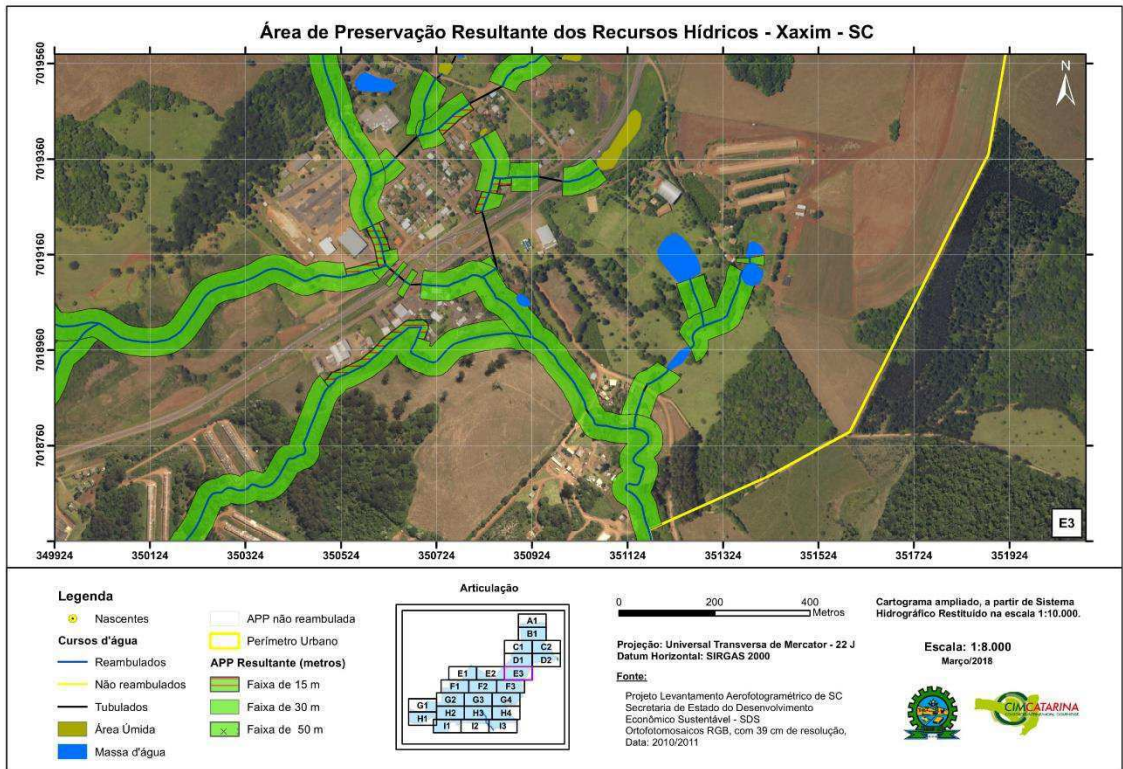 Área de Preservação Resultante dos Recursos Hídricos - Xaxim - SC
N
7019560
7019360
7019160
7018960
7018760
E3
349924 350124 350324 350524 350724 350924 351124 351324 351524 351724 351924
Legenda
Nascentes
Cursos d'água
Reambulados
Não reambulados
Tubulados
Área Úmida
Massa d'água
APP não reambulada
Perímetro Urbano
APP Resultante (metros)
Faixa de 15 m
Faixa de 30 m
Faixa de 50 m
Articulação
A1
B1
C1 C2
D1 D2
E1 E2 E3
F1 F2 F3
G1 G2 G3 G4
H1 H2 H3 H4
I1 I2 I3
0 200 400
Metros
Projeção: Universal Transversa de Mercator - 22 J
Datum Horizontal: SIRGAS 2000
Fonte:
Projeto Levantamento Aerofotogramétrico de SC
Secretaria de Estado do Desenvolvimento
Econômico Sustentável - SDS
Ortofotomosaicos RGB, com 39 cm de resolução,
Data: 2010/2011
Cartograma ampliado, a partir de Sistema
Hidrográfico Restituído na escala 1:10.000.
Escala: 1:8.000
Março/2018
CIMCATARINA